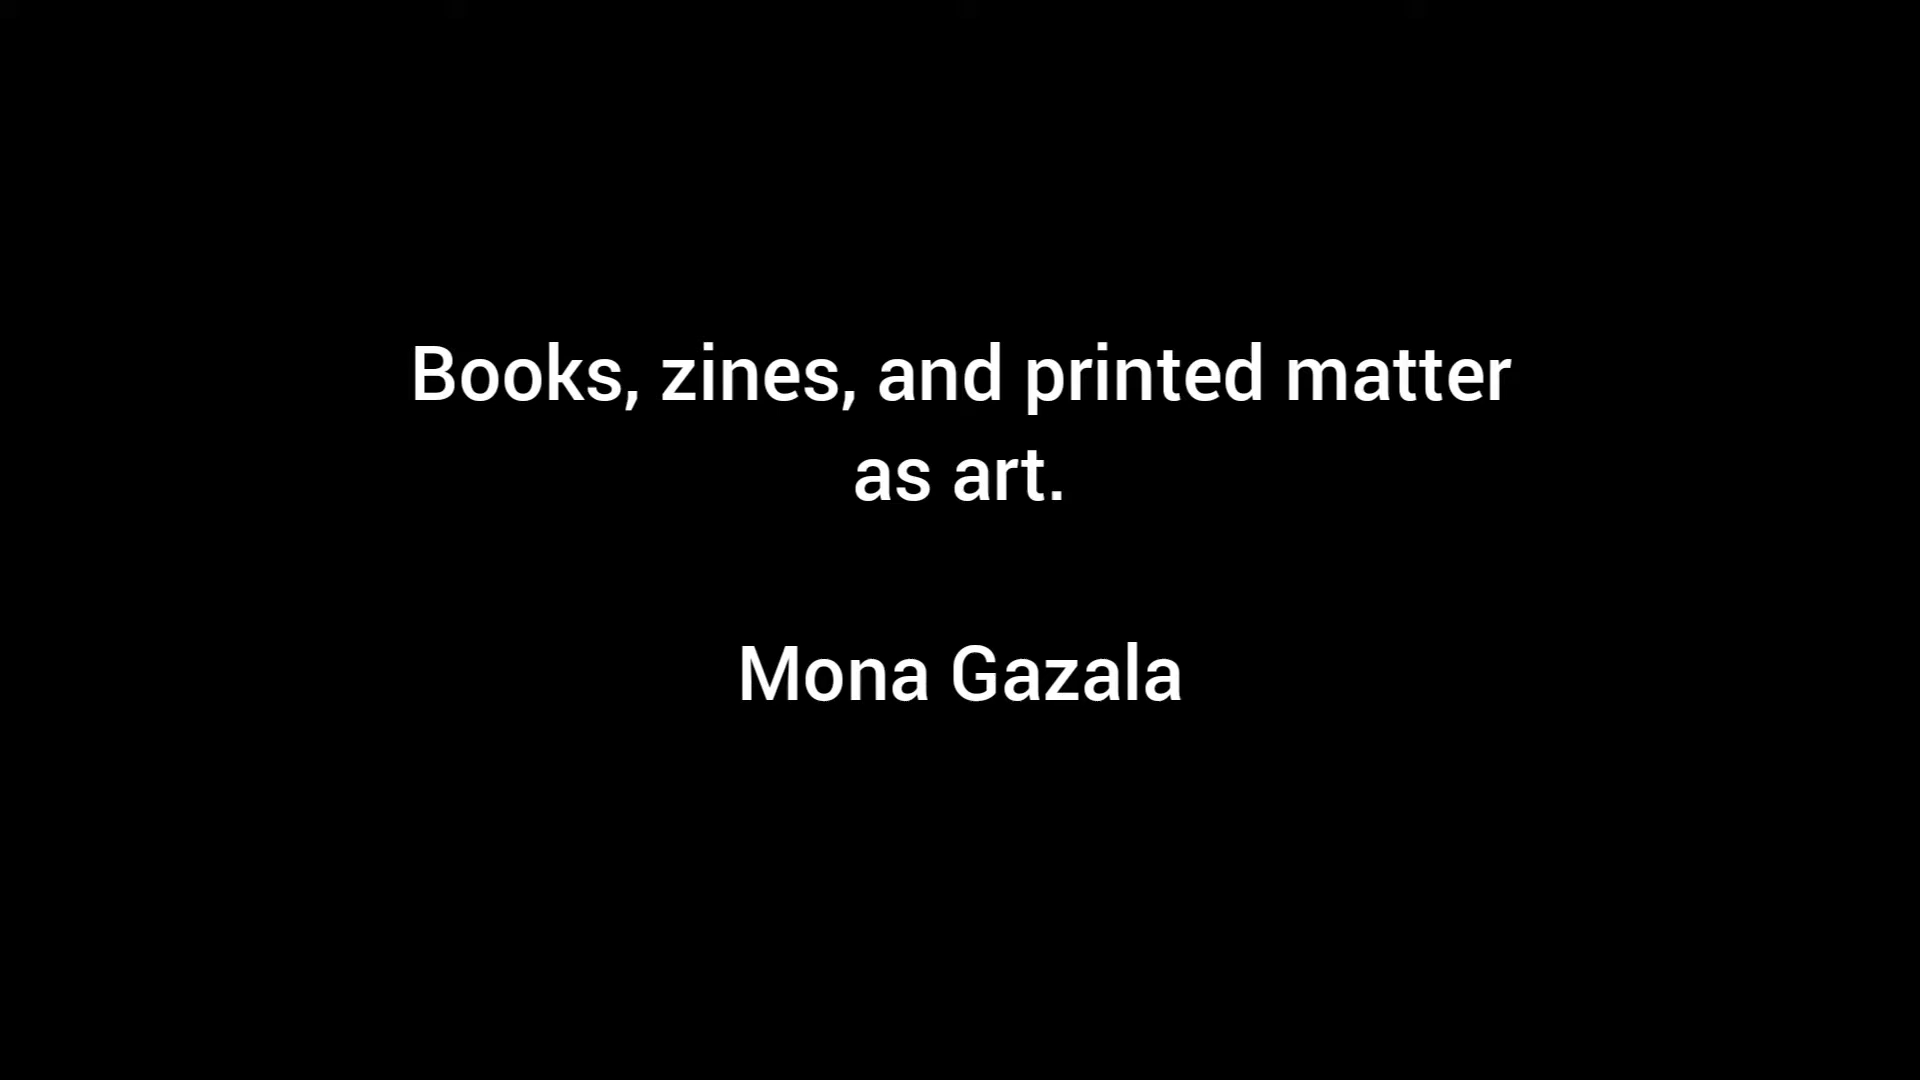 Books, zines, and printed matter
as art.
Mona Gazala